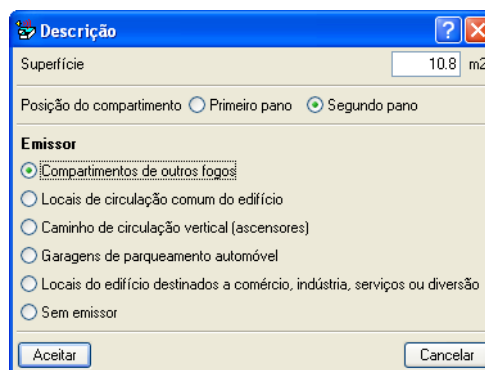 Descrição
Superfície 10.8 m2
Posição do compartimento Primeiro pano Segundo pano
Emissor
Compartimentos de outros fogos
Locais de circulação comum do edifício
Caminho de circulação vertical (ascensores)
Garagens de parqueamento automóvel
Locais do edifício destinados a comércio, indústria, serviços ou diversão
Sem emissor
Aceitar Cancelar